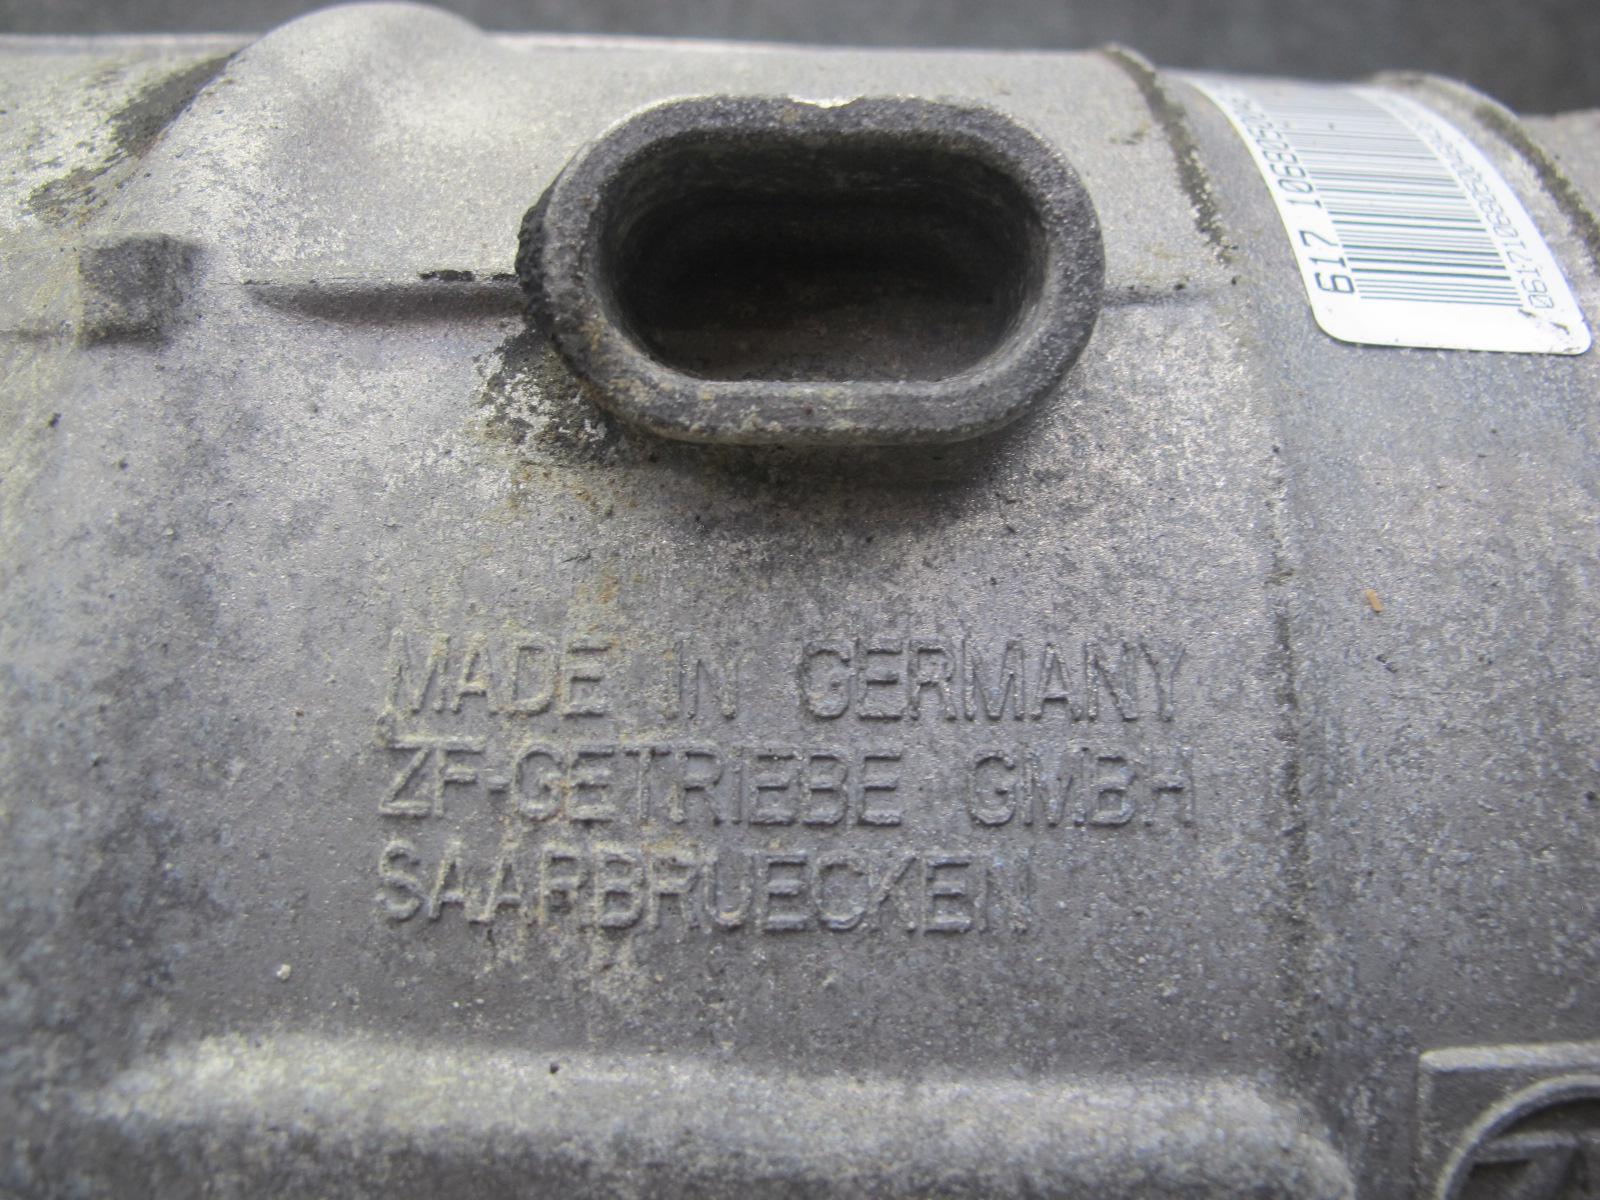 617
MADE IN GERMANY
ZF-GETRIEBE GMBH
SAARBRUECKEN